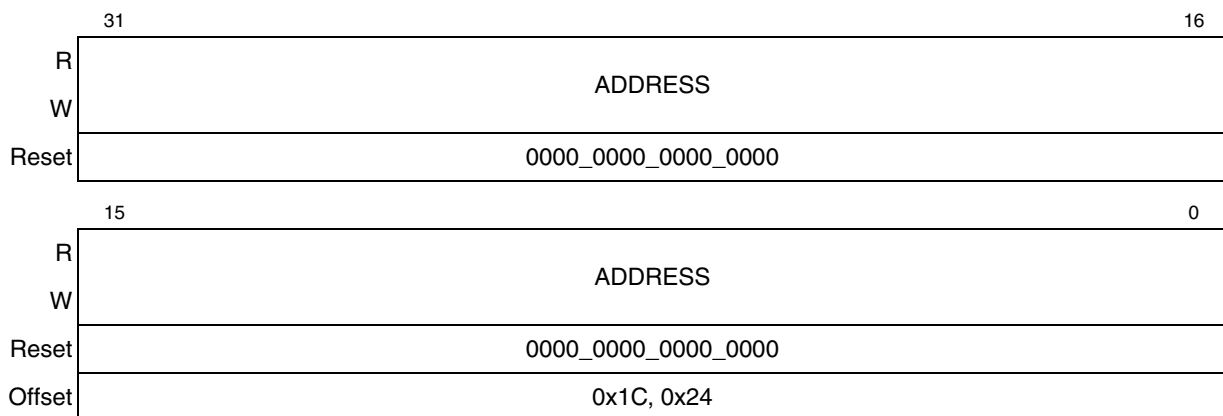 31 16
R
ADDRESS
W
Reset 0000_0000_0000_0000
15 0
R
ADDRESS
W
Reset 0000_0000_0000_0000
Offset 0x1C, 0x24